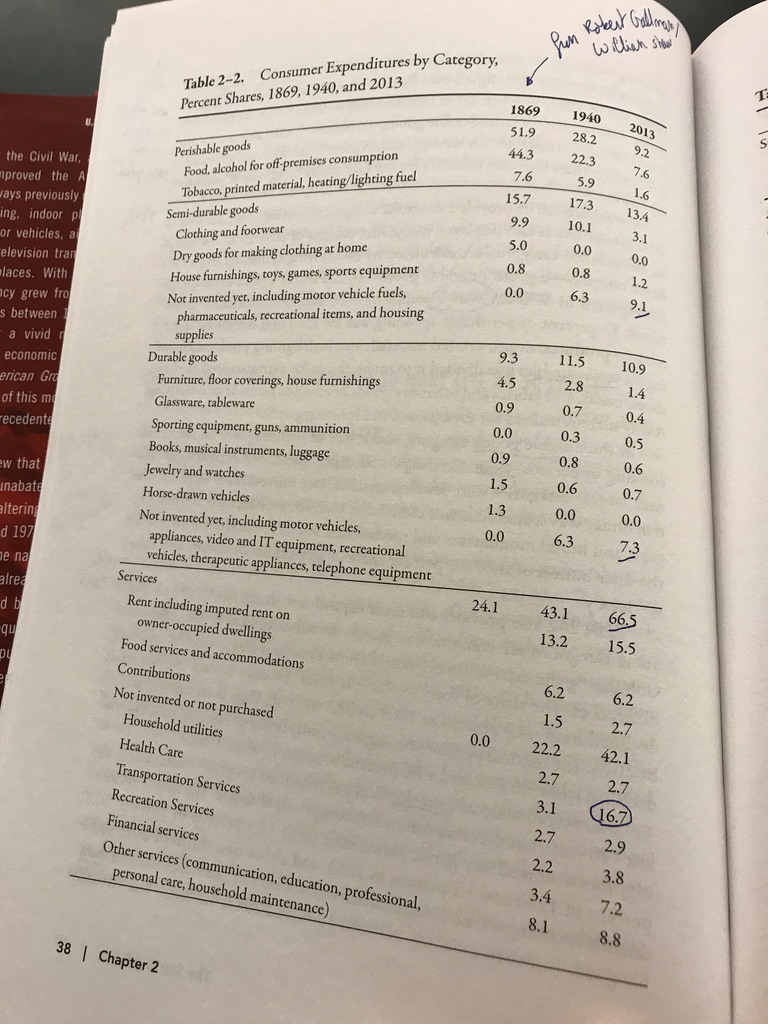 from Robert Gallman/
William Shaw
Table 2–2. Consumer Expenditures by Category,
Percent Shares, 1869, 1940, and 2013
1869 1940 2013
Perishable goods 51.9 28.2 9.2
Food, alcohol for off-premises consumption 44.3 22.3 7.6
Tobacco, printed material, heating/lighting fuel 7.6 5.9 1.6
Semi-durable goods 15.7 17.3 13.4
Clothing and footwear 9.9 10.1 3.1
Dry goods for making clothing at home 5.0 0.0 0.0
House furnishings, toys, games, sports equipment 0.8 0.8 1.2
Not invented yet, including motor vehicle fuels, 0.0 6.3 9.1
pharmaceuticals, recreational items, and housing
supplies
Durable goods 9.3 11.5 10.9
Furniture, floor coverings, house furnishings 4.5 2.8 1.4
Glassware, tableware 0.9 0.7 0.4
Sporting equipment, guns, ammunition 0.0 0.3 0.5
Books, musical instruments, luggage 0.9 0.8 0.6
Jewelry and watches 1.5 0.6 0.7
Horse-drawn vehicles 1.3 0.0 0.0
Not invented yet, including motor vehicles, 0.0 6.3 7.3
appliances, video and IT equipment, recreational
vehicles, therapeutic appliances, telephone equipment
Services 24.1 43.1 66.5
Rent including imputed rent on 13.2 15.5
owner-occupied dwellings
Food services and accommodations 6.2 6.2
Contributions 1.5 2.7
Not invented or not purchased 0.0 22.2 42.1
Household utilities 2.7 2.7
Health Care 3.1 16.7
Transportation Services 2.7 2.9
Recreation Services 2.2 3.8
Financial services 3.4 7.2
Other services (communication, education, professional, 8.1 8.8
personal care, household maintenance)
38 | Chapter 2
U.
the Civil War,
mproved the A
ways previously
ing, indoor pl
or vehicles, ai
elevision tran
places. With
ncy grew fro
s between 1
a vivid
economic
erican Gro
of this mo
recedente
ew that
unabate
altering
d 197
he na
alrea
d b
qu